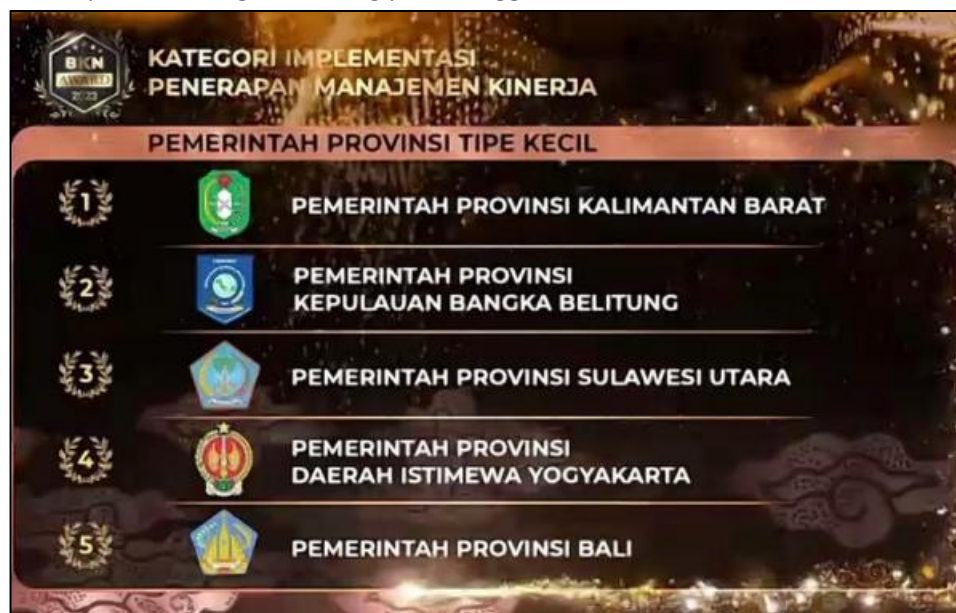 BKN
AWARD
2023
KATEGORI IMPLEMENTASI
PENERAPAN MANAJEMEN KINERJA
PEMERINTAH PROVINSI TIPE KECIL
1
PEMERINTAH PROVINSI KALIMANTAN BARAT
2
PEMERINTAH PROVINSI
KEPULAUAN BANGKA BELITUNG
3
PEMERINTAH PROVINSI SULAWESI UTARA
4
PEMERINTAH PROVINSI
DAERAH ISTIMEWA YOGYAKARTA
5
PEMERINTAH PROVINSI BALI